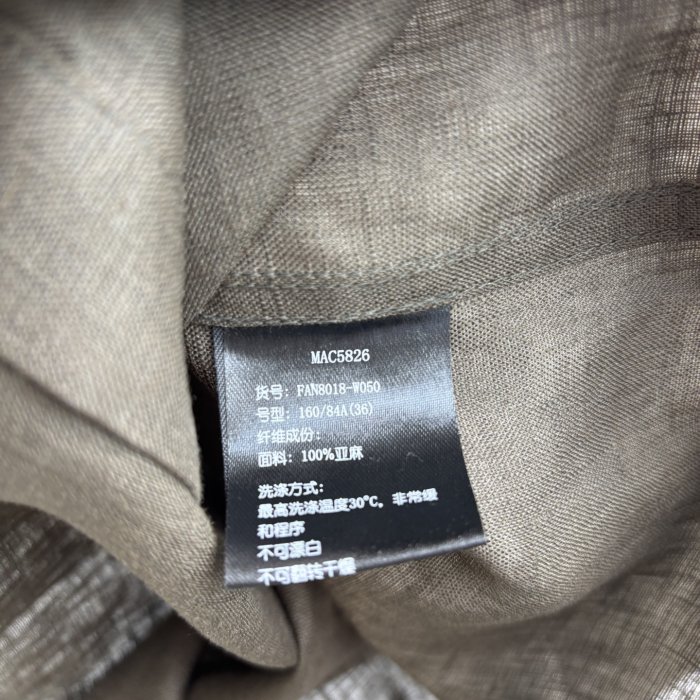 MAC5826
货号: FAN8018-W050
号型: 160/84A(36)
纤维成份:
面料: 100%亚麻
洗涤方式:
最高洗涤温度30°C，非常缓
和程序
不可漂白
不可翻转干燥